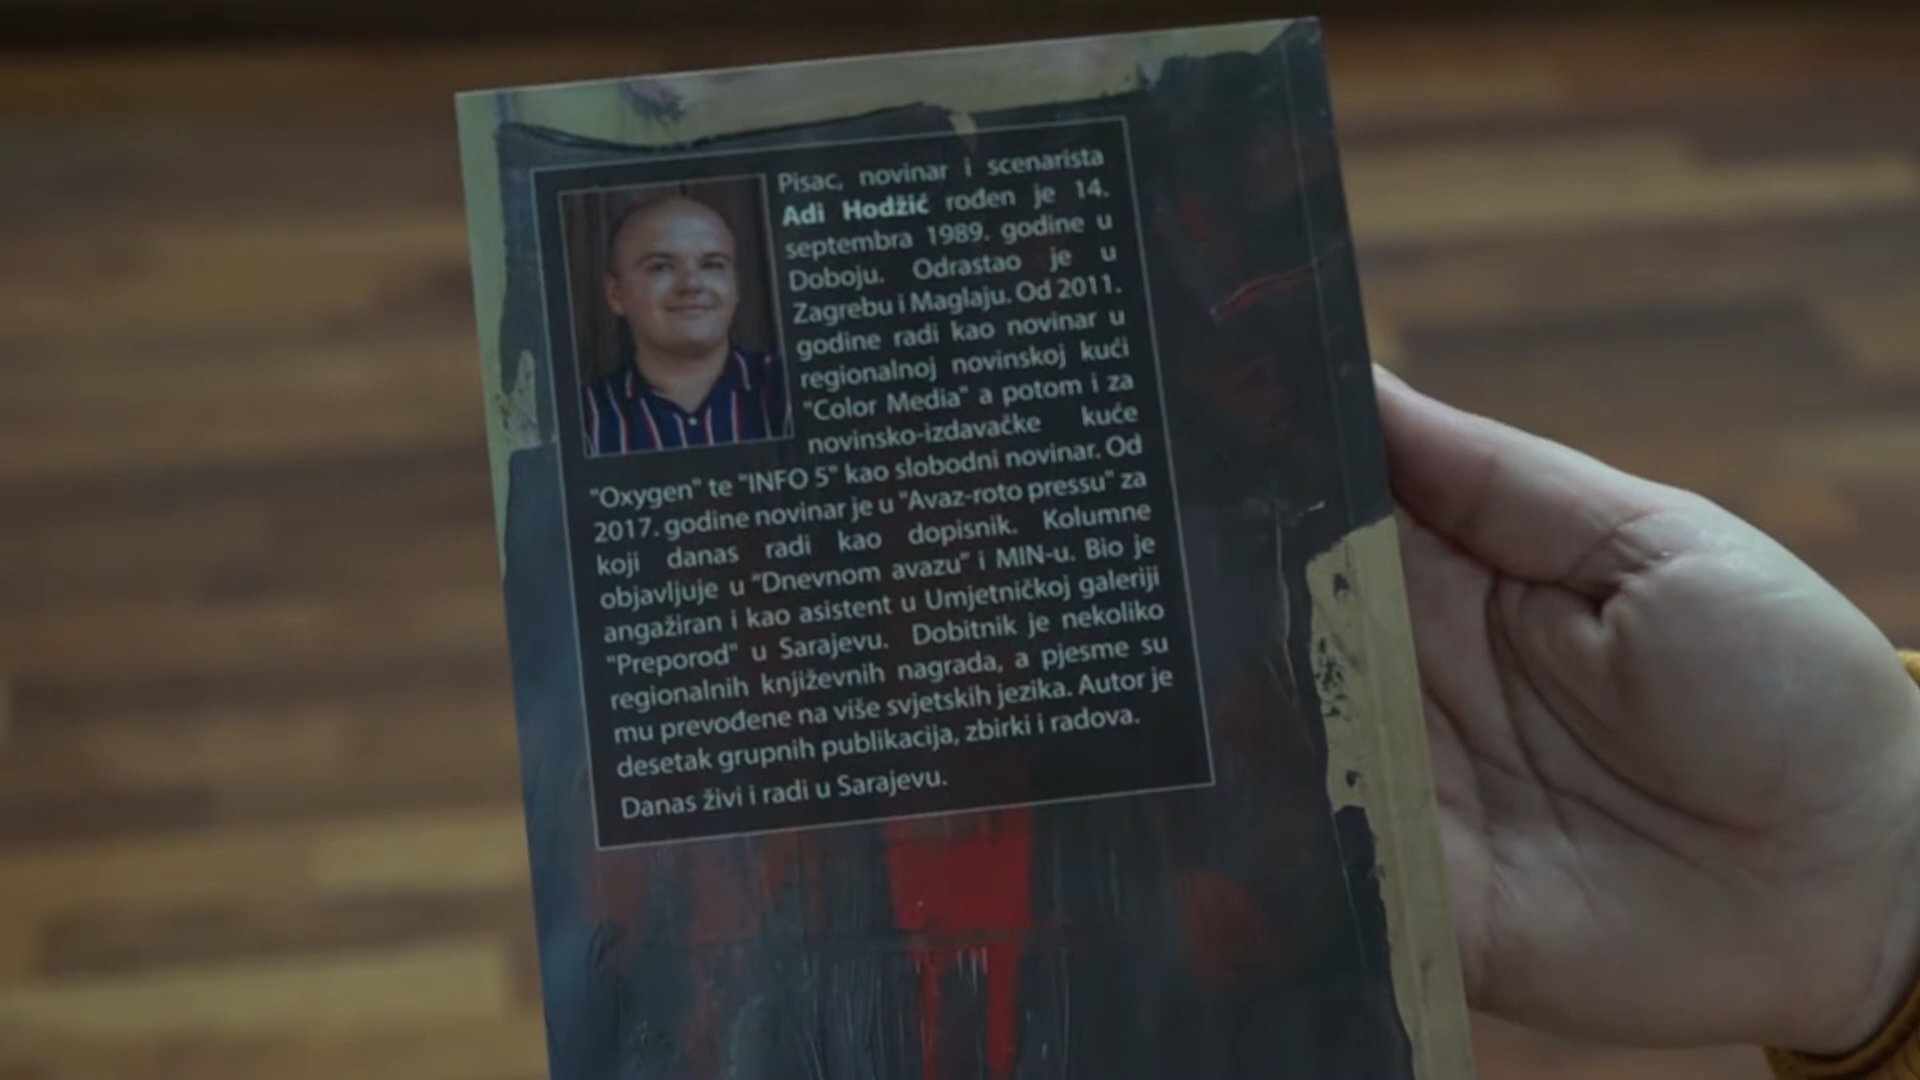 Pisac, novinar i scenarista
Adi Hodžić rođen je 14.
septembra 1989. godine u
Doboju. Odrastao je u
Zagrebu i Maglaju. Od 2011.
godine radi kao novinar u
regionalnoj novinskoj kući
"Color Media" a potom i za
novinsko-izdavačke kuće
"Oxygen" te "INFO 5" kao slobodni novinar. Od
2017. godine novinar je u "Avaz-roto pressu" za
koji danas radi kao dopisnik. Kolumne
objavljuje u "Dnevnom avazu" i MIN-u. Bio je
angažiran i kao asistent u Umjetničkoj galeriji
"Preporod" u Sarajevu. Dobitnik je nekoliko
regionalnih književnih nagrada, a pjesme su
mu prevođene na više svjetskih jezika. Autor je
desetak grupnih publikacija, zbirki i radova.
Danas živi i radi u Sarajevu.